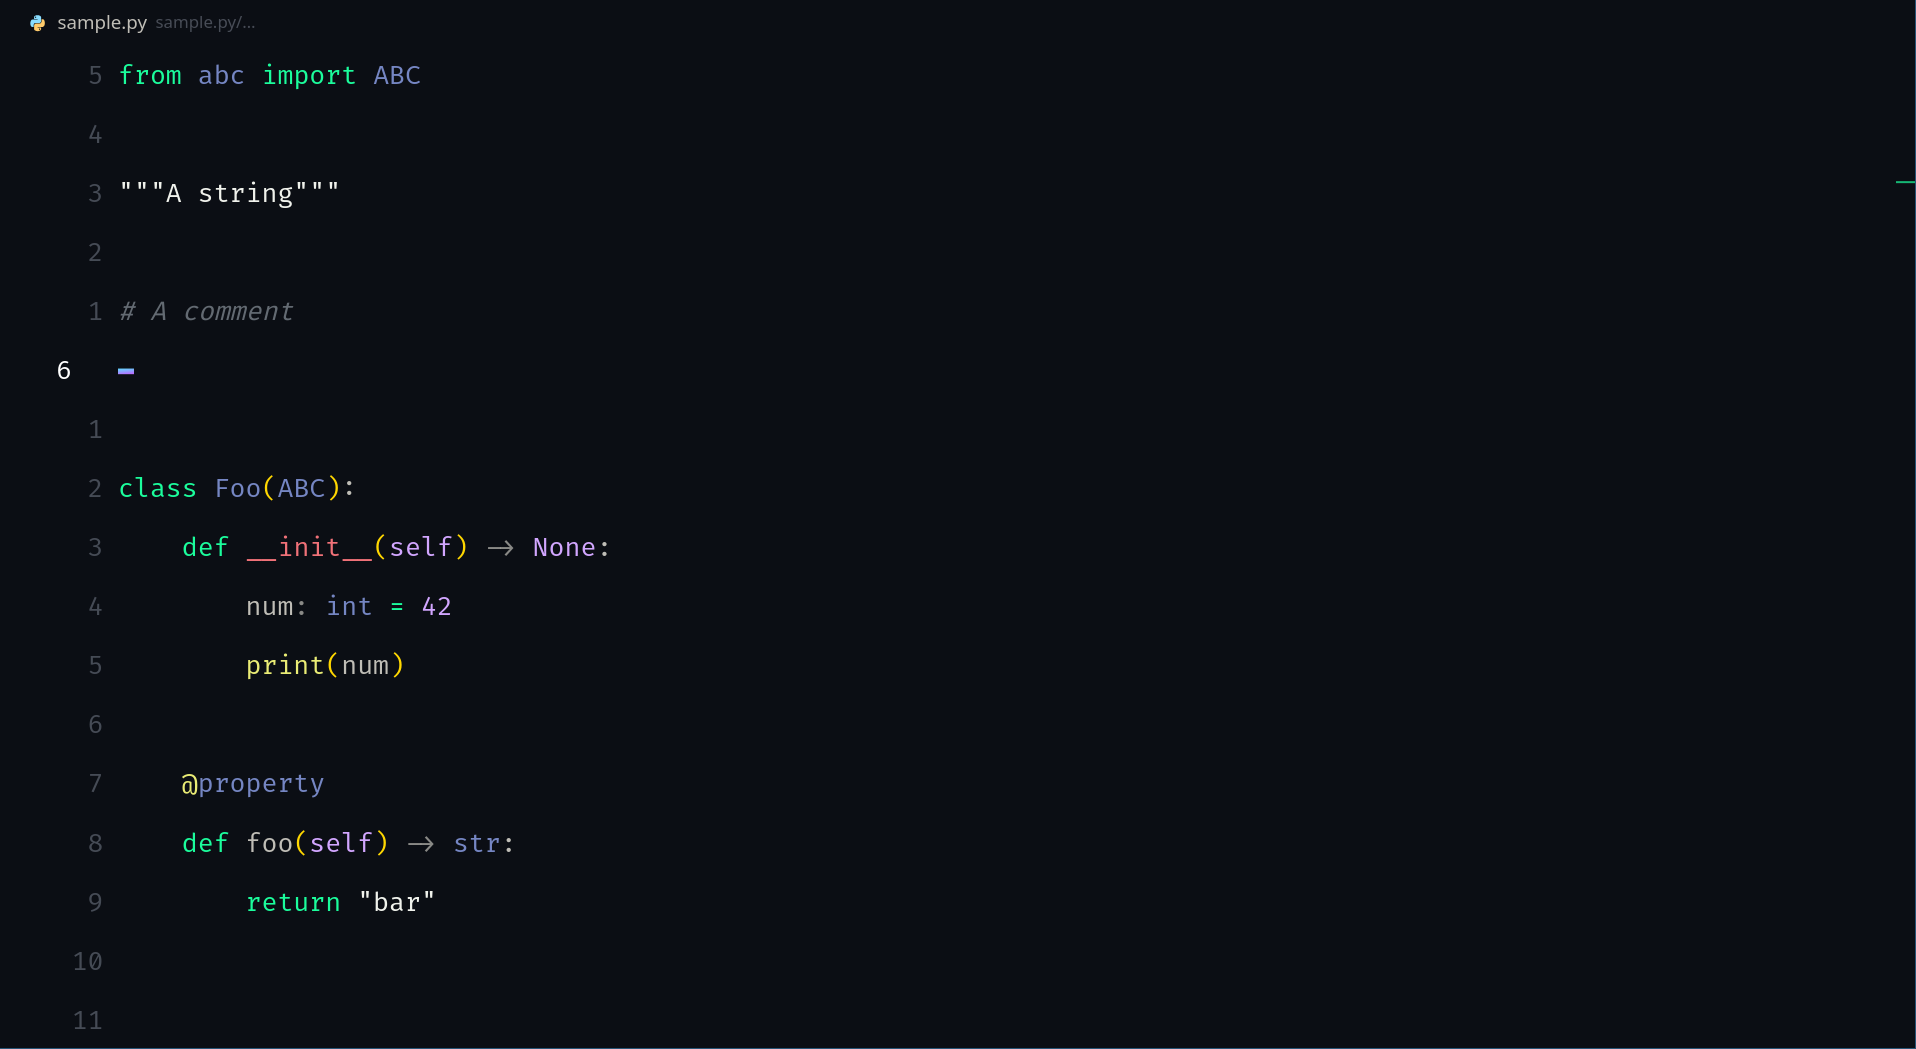 sample.py sample.py/...
5 from abc import ABC
4
3 """A string"""
2
1 # A comment
6
1
2 class Foo(ABC):
3     def __init__(self) -> None:
4         num: int = 42
5         print(num)
6
7     @property
8     def foo(self) -> str:
9         return "bar"
10
11